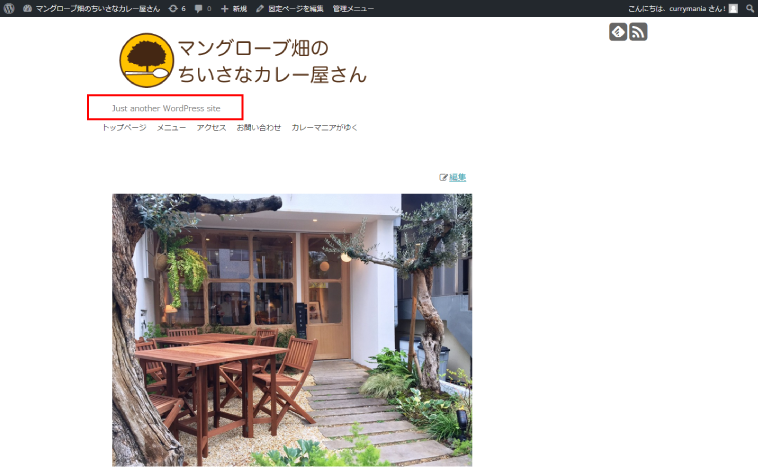 マングローブ畑のちいさなカレー屋さん 6 0 新規 固定ページを編集 管理メニュー こんにちは、currymania さん!
マングローブ畑の
ちいさなカレー屋さん
Just another WordPress site
トップページ メニュー アクセス お問い合わせ カレーマニアがゆく
編集